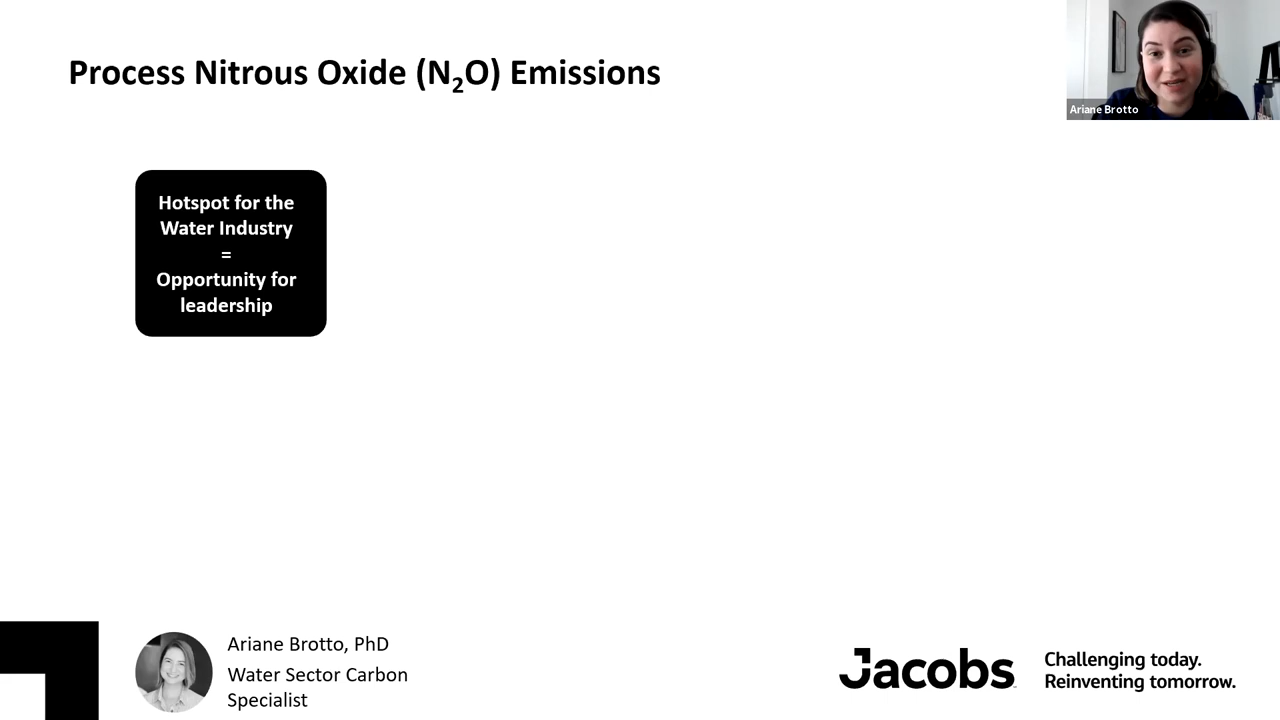 Process Nitrous Oxide (N₂O) Emissions
Ariane Brotto
Hotspot for the
Water Industry
=
Opportunity for
leadership
Ariane Brotto, PhD
Water Sector Carbon
Specialist
Jacobs
Challenging today.
Reinventing tomorrow.